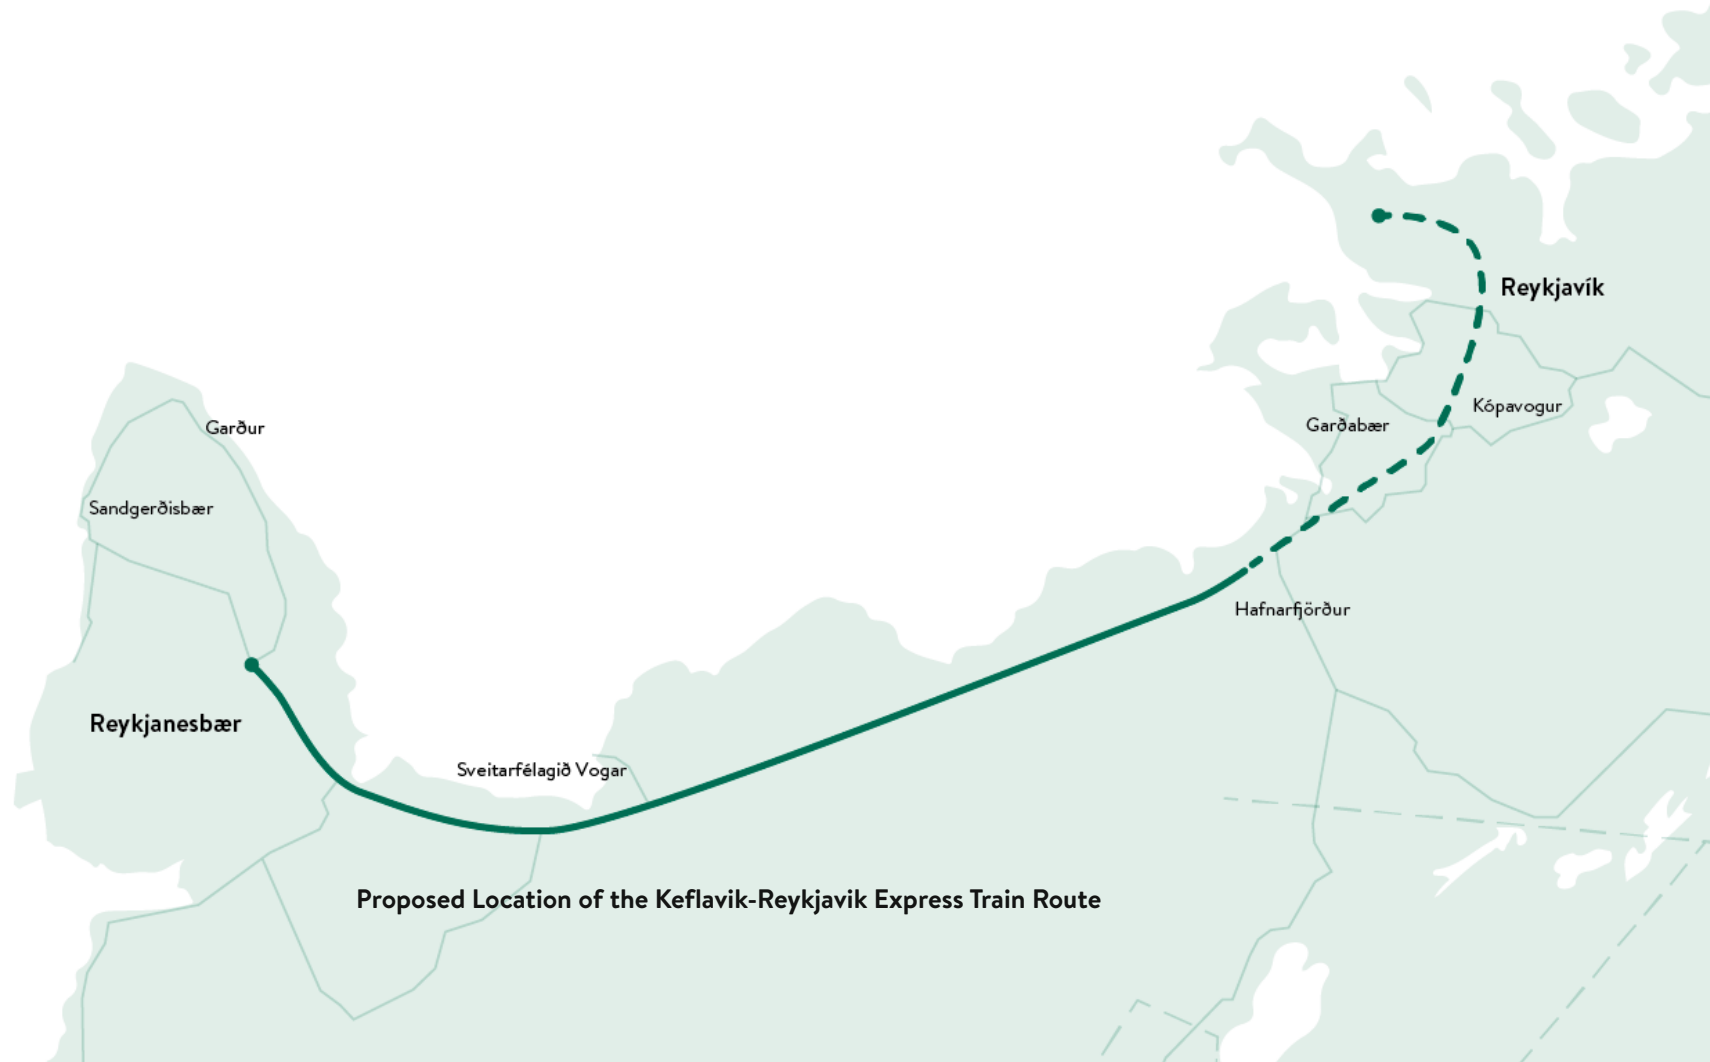 Reykjavík
Kópavogur
Garðabær
Garður
Sandgerðisbær
Hafnarfjörður
Reykjanesbær
Sveitarfélagið Vogar
Proposed Location of the Keflavik-Reykjavik Express Train Route